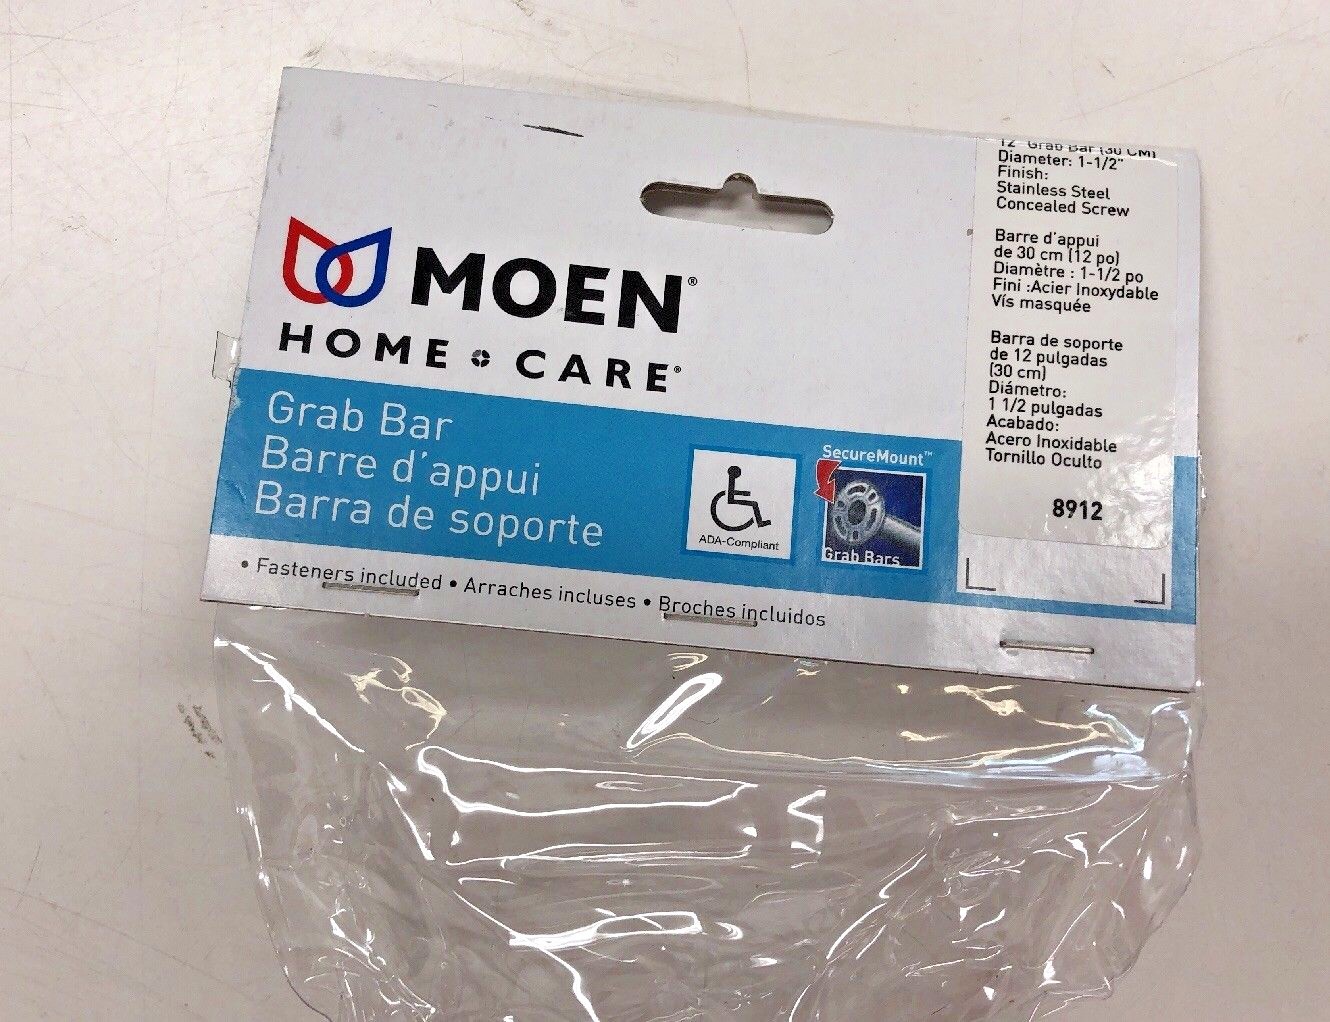 MOEN®
HOME CARE®
Grab Bar
Barre d'appui
Barra de soporte
ADA-Compliant
SecureMount™
Grab Bars
• Fasteners included • Arraches incluses • Broches incluidos
12" Grab Bar (30 CM)
Diameter: 1-1/2"
Finish:
Stainless Steel
Concealed Screw
Barre d'appui
de 30 cm (12 po)
Diamètre : 1-1/2 po
Fini :Acier Inoxydable
Vis masquée
Barra de soporte
de 12 pulgadas
(30 cm)
Diámetro:
1 1/2 pulgadas
Acabado:
Acero Inoxidable
Tornillo Oculto
8912